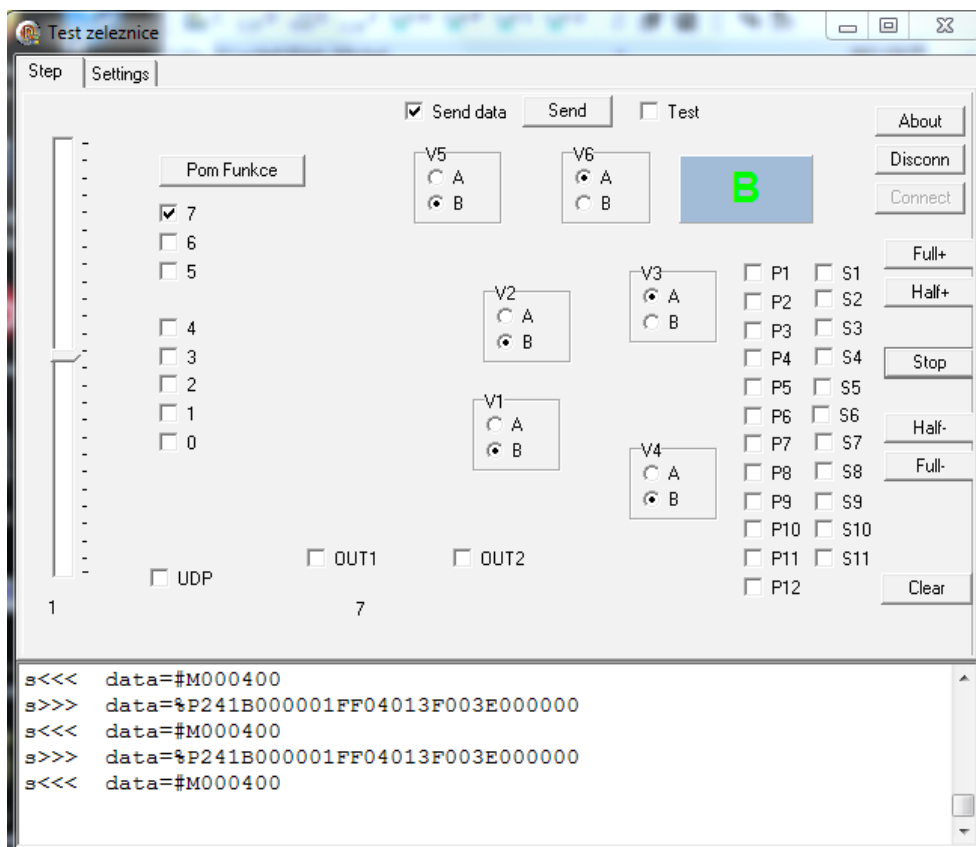 Test zeleznice
Step Settings
Send data Send Test About
Pom Funkce V5 V6 B Disconn
A A
B B Connect
7
6
5
Full+
V3 P1 S1
V2 A P2 S2 Half+
A B P3 S3
4
B P4 S4 Stop
3
2 P5 S5
V1 P6 S6
1 A P7 S7 Half-
0 B V4
A P8 S8 Full-
B P9 S9
P10 S10
OUT1 OUT2 P11 S11
UDP P12 Clear
1 7
s<<< data=#M000400
s>>> data=%P241B000001FF04013F003E000000
s<<< data=#M000400
s>>> data=%P241B000001FF04013F003E000000
s<<< data=#M000400